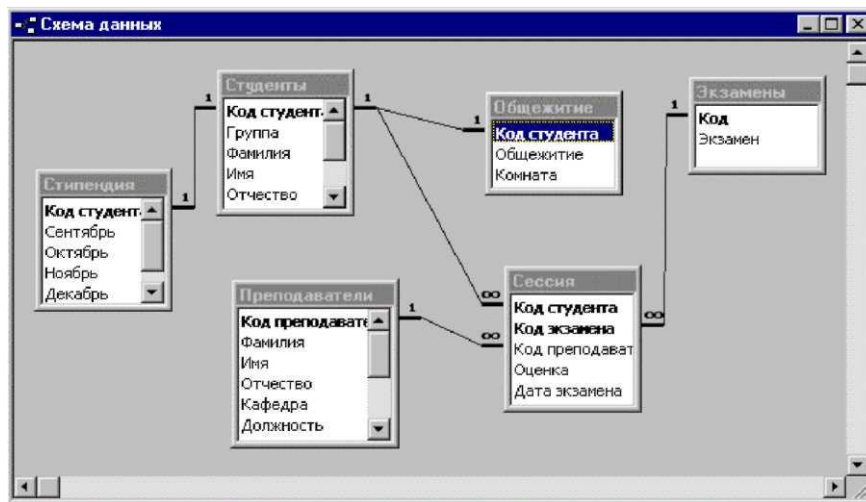 Схема данных
Стипендия
Код студент
Сентябрь
Октябрь
Ноябрь
Декабрь
1
1
Студенты
Код студент
Группа
Фамилия
Имя
Отчество
1
1
Общежитие
Код студента
Общежитие
Комната
1
Экзамены
Код
Экзамен
Преподаватели
Код преподавате
Фамилия
Имя
Отчество
Кафедра
Должность
1
∞
∞
Сессия
Код студента
Код экзамена
Код преподават
Оценка
Дата экзамена
∞